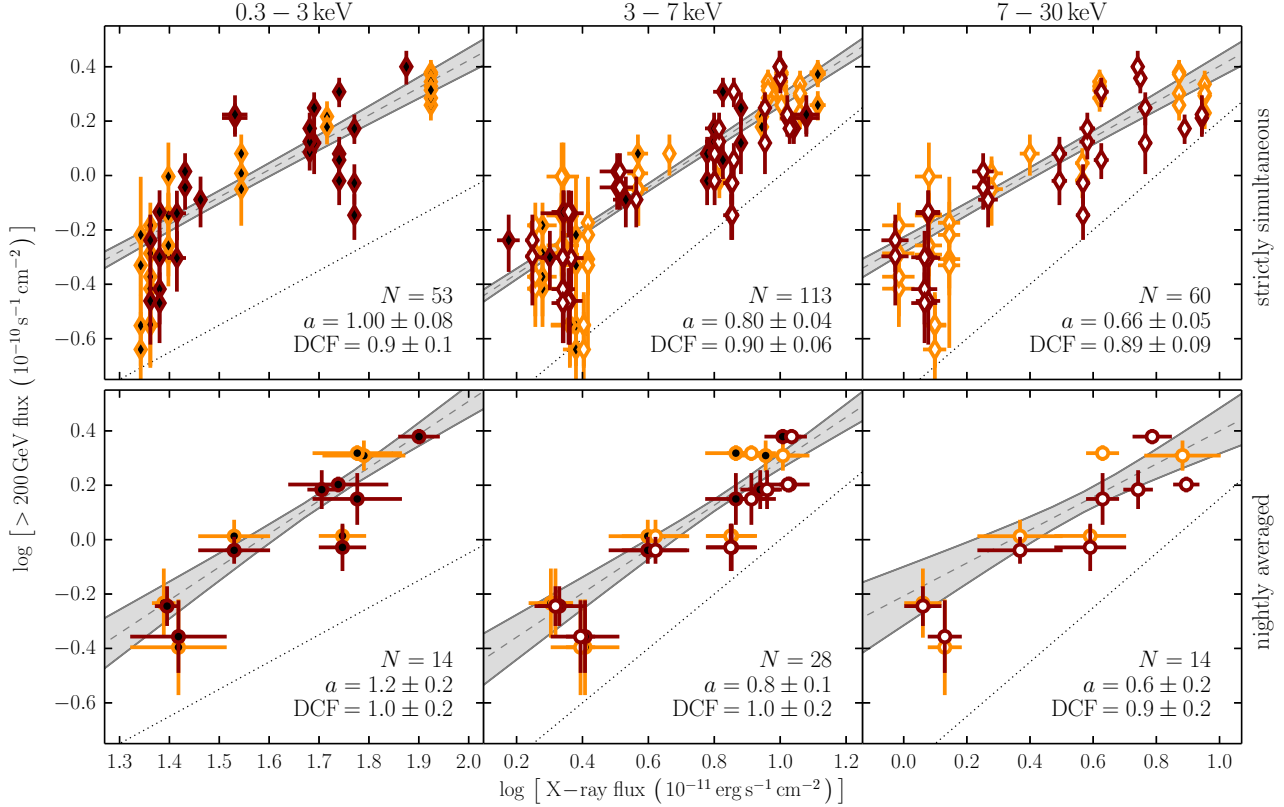 0.3 – 3 keV
3 – 7 keV
7 – 30 keV
0.4
0.2
0.0
−0.2
−0.4
−0.6
N = 53
a = 1.00 ± 0.08
DCF = 0.9 ± 0.1
N = 113
a = 0.80 ± 0.04
DCF = 0.90 ± 0.06
N = 60
a = 0.66 ± 0.05
DCF = 0.89 ± 0.09
strictly simultaneous
log [ > 200 GeV flux ( 10⁻¹⁰ s⁻¹ cm⁻² ) ]
0.4
0.2
0.0
−0.2
−0.4
−0.6
N = 14
a = 1.2 ± 0.2
DCF = 1.0 ± 0.2
N = 28
a = 0.8 ± 0.1
DCF = 1.0 ± 0.2
N = 14
a = 0.6 ± 0.2
DCF = 0.9 ± 0.2
nightly averaged
1.3 1.4 1.5 1.6 1.7 1.8 1.9 2.0
0.2 0.4 0.6 0.8 1.0 1.2
0.0 0.2 0.4 0.6 0.8 1.0
log [ X−ray flux ( 10⁻¹¹ erg s⁻¹ cm⁻² ) ]